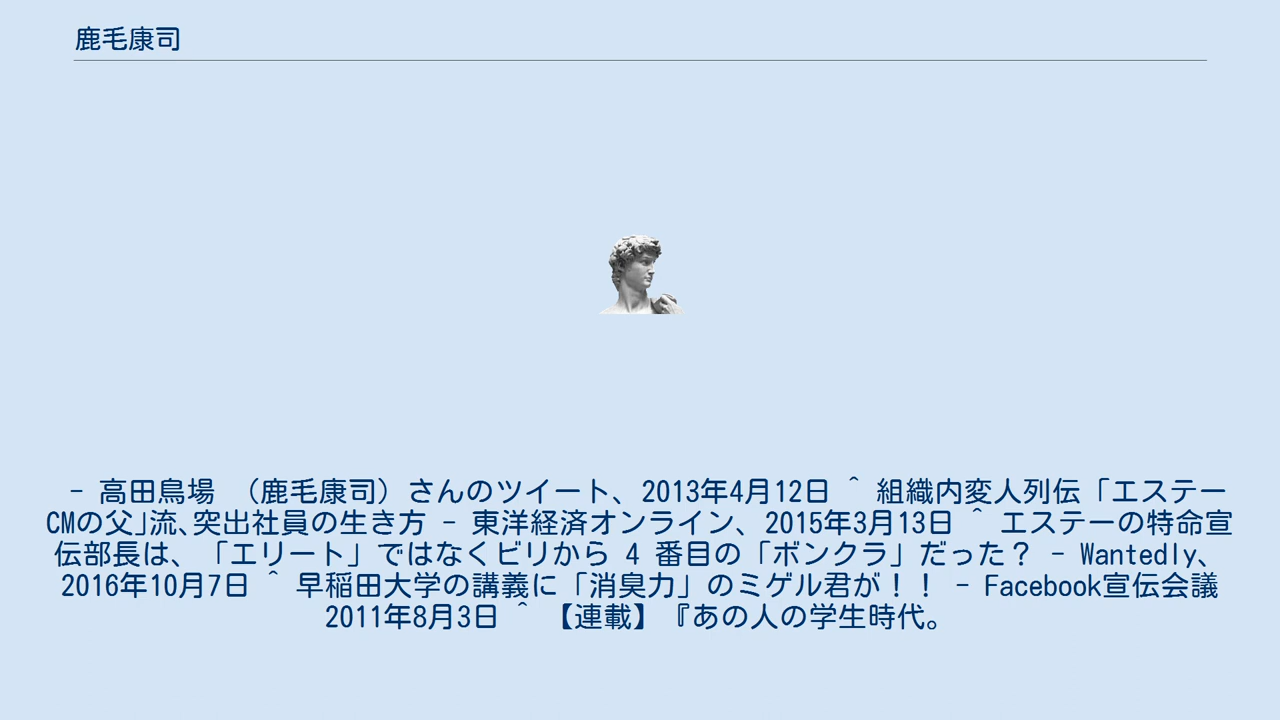 鹿毛康司
- 高田鳥場 （鹿毛康司）さんのツイート、2013年4月12日 ^ 組織内変人列伝「エステー
CMの父｣流､突出社員の生き方 - 東洋経済オンライン、2015年3月13日 ^ エステーの特命宣
伝部長は、「エリート」ではなくビリから 4 番目の「ボンクラ」だった？ - Wantedly、
2016年10月7日 ^ 早稲田大学の講義に「消臭力」のミゲル君が！！ - Facebook宣伝会議
2011年8月3日 ^ 【連載】『あの人の学生時代。